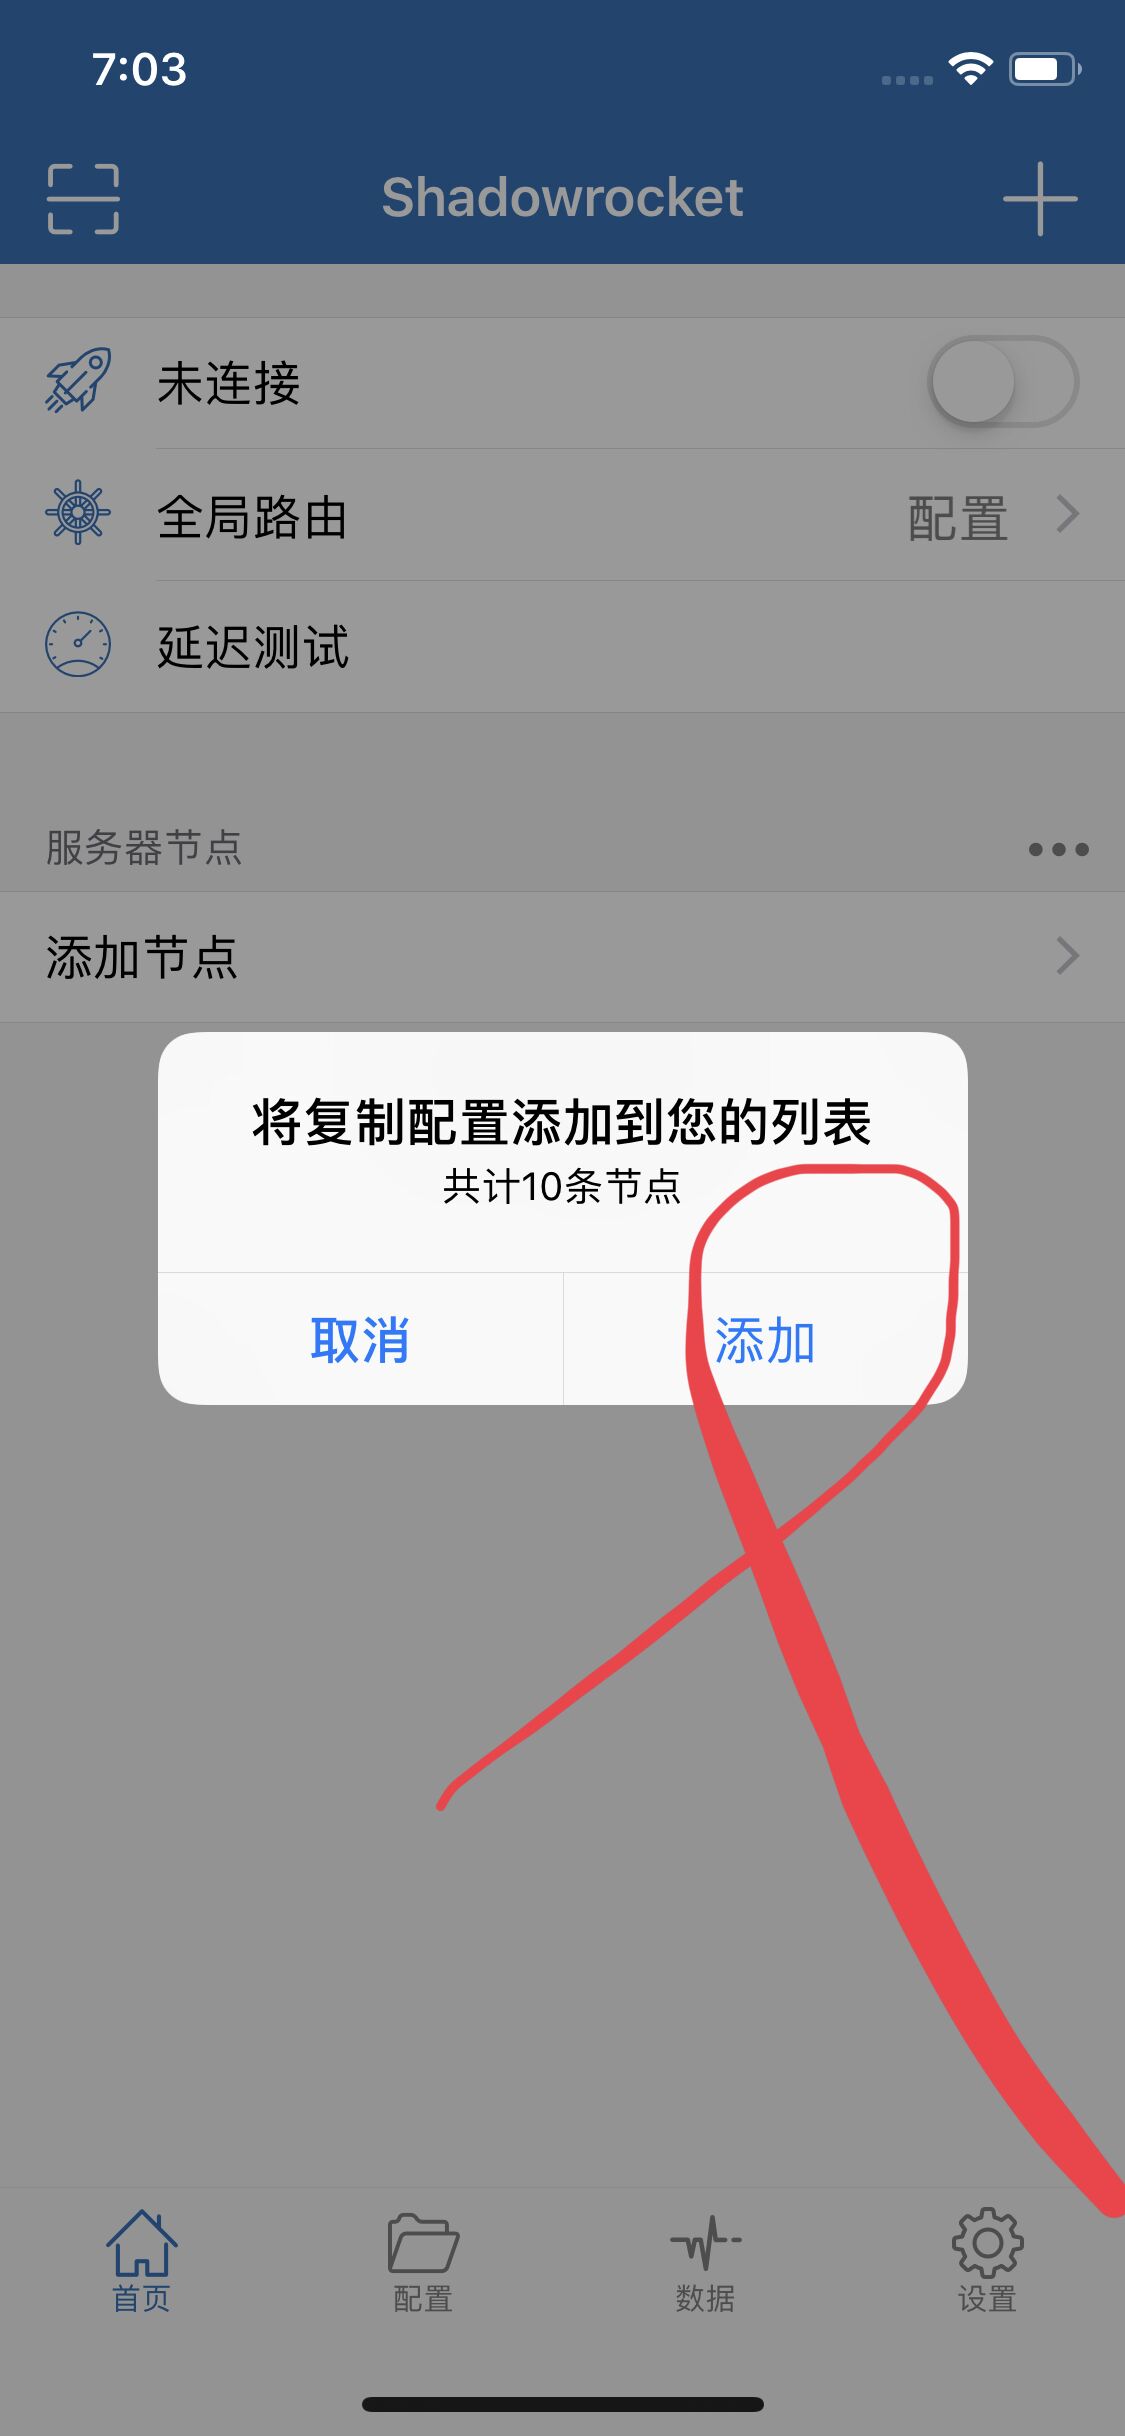 7:03
Shadowrocket
未连接
全局路由 配置
延迟测试
服务器节点
添加节点
将复制配置添加到您的列表
共计10条节点
取消 添加
首页 配置 数据 设置